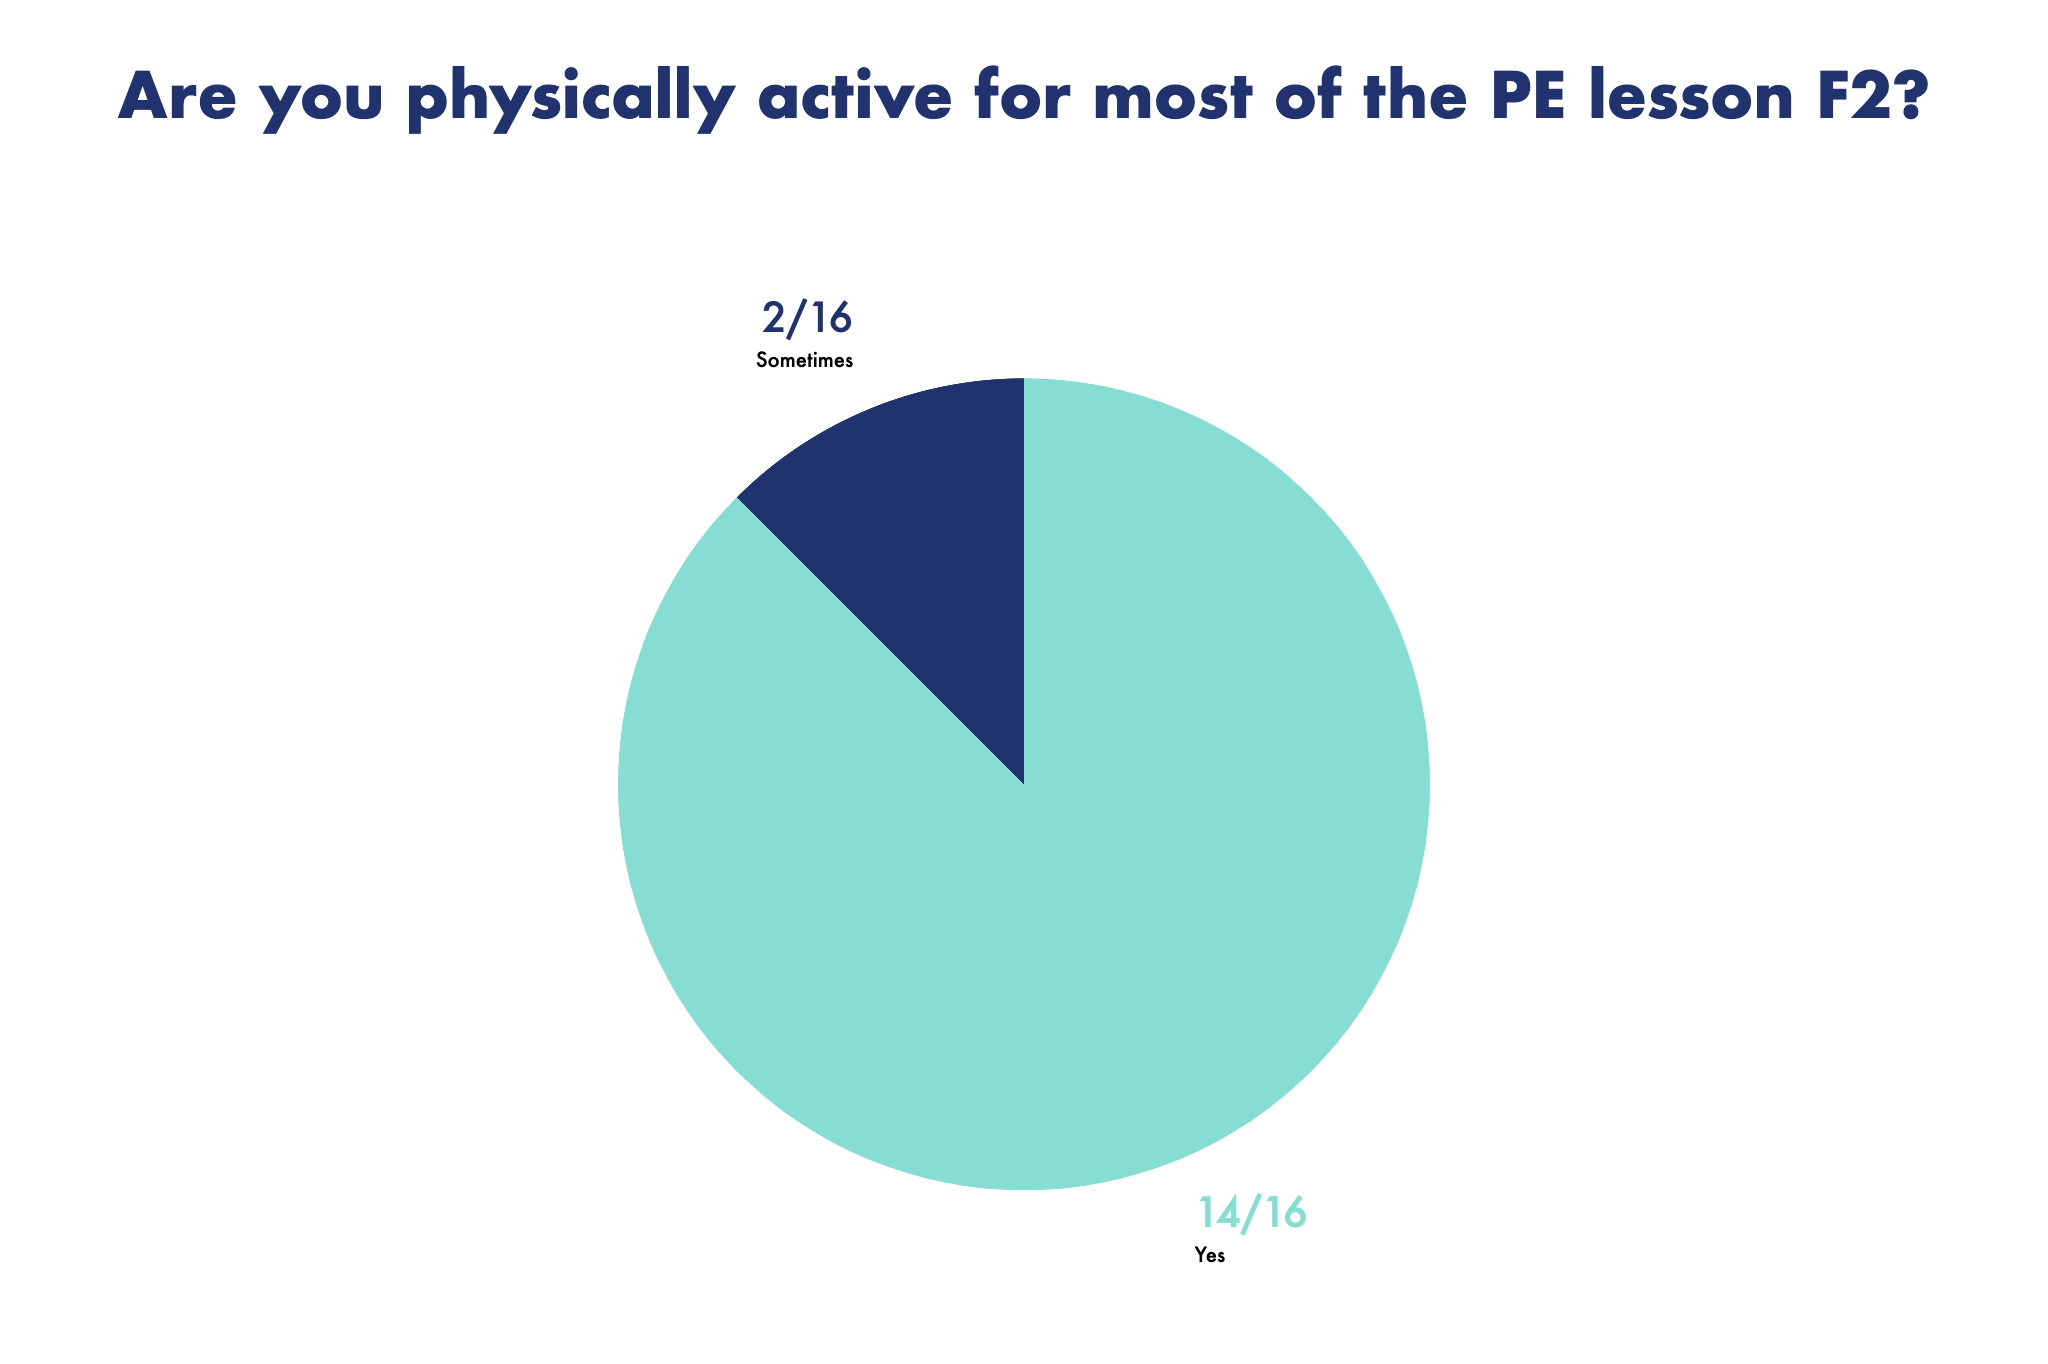 Are you physically active for most of the PE lesson F2?
2/16
Sometimes
14/16
Yes